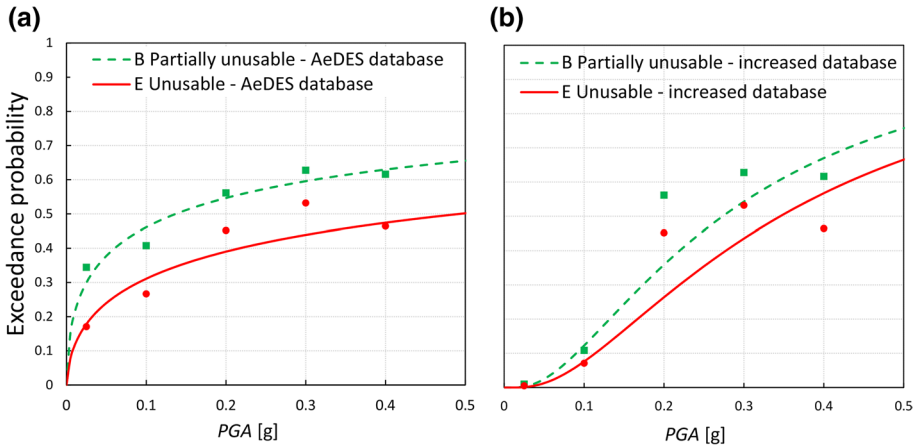 (a)
B Partially unusable - AeDES database
E Unusable - AeDES database
Exceedance probability
1
0.9
0.8
0.7
0.6
0.5
0.4
0.3
0.2
0.1
0
0 0.1 0.2 0.3 0.4 0.5
PGA [g]
(b)
B Partially unusable - increased database
E Unusable - increased database
0 0.1 0.2 0.3 0.4 0.5
PGA [g]